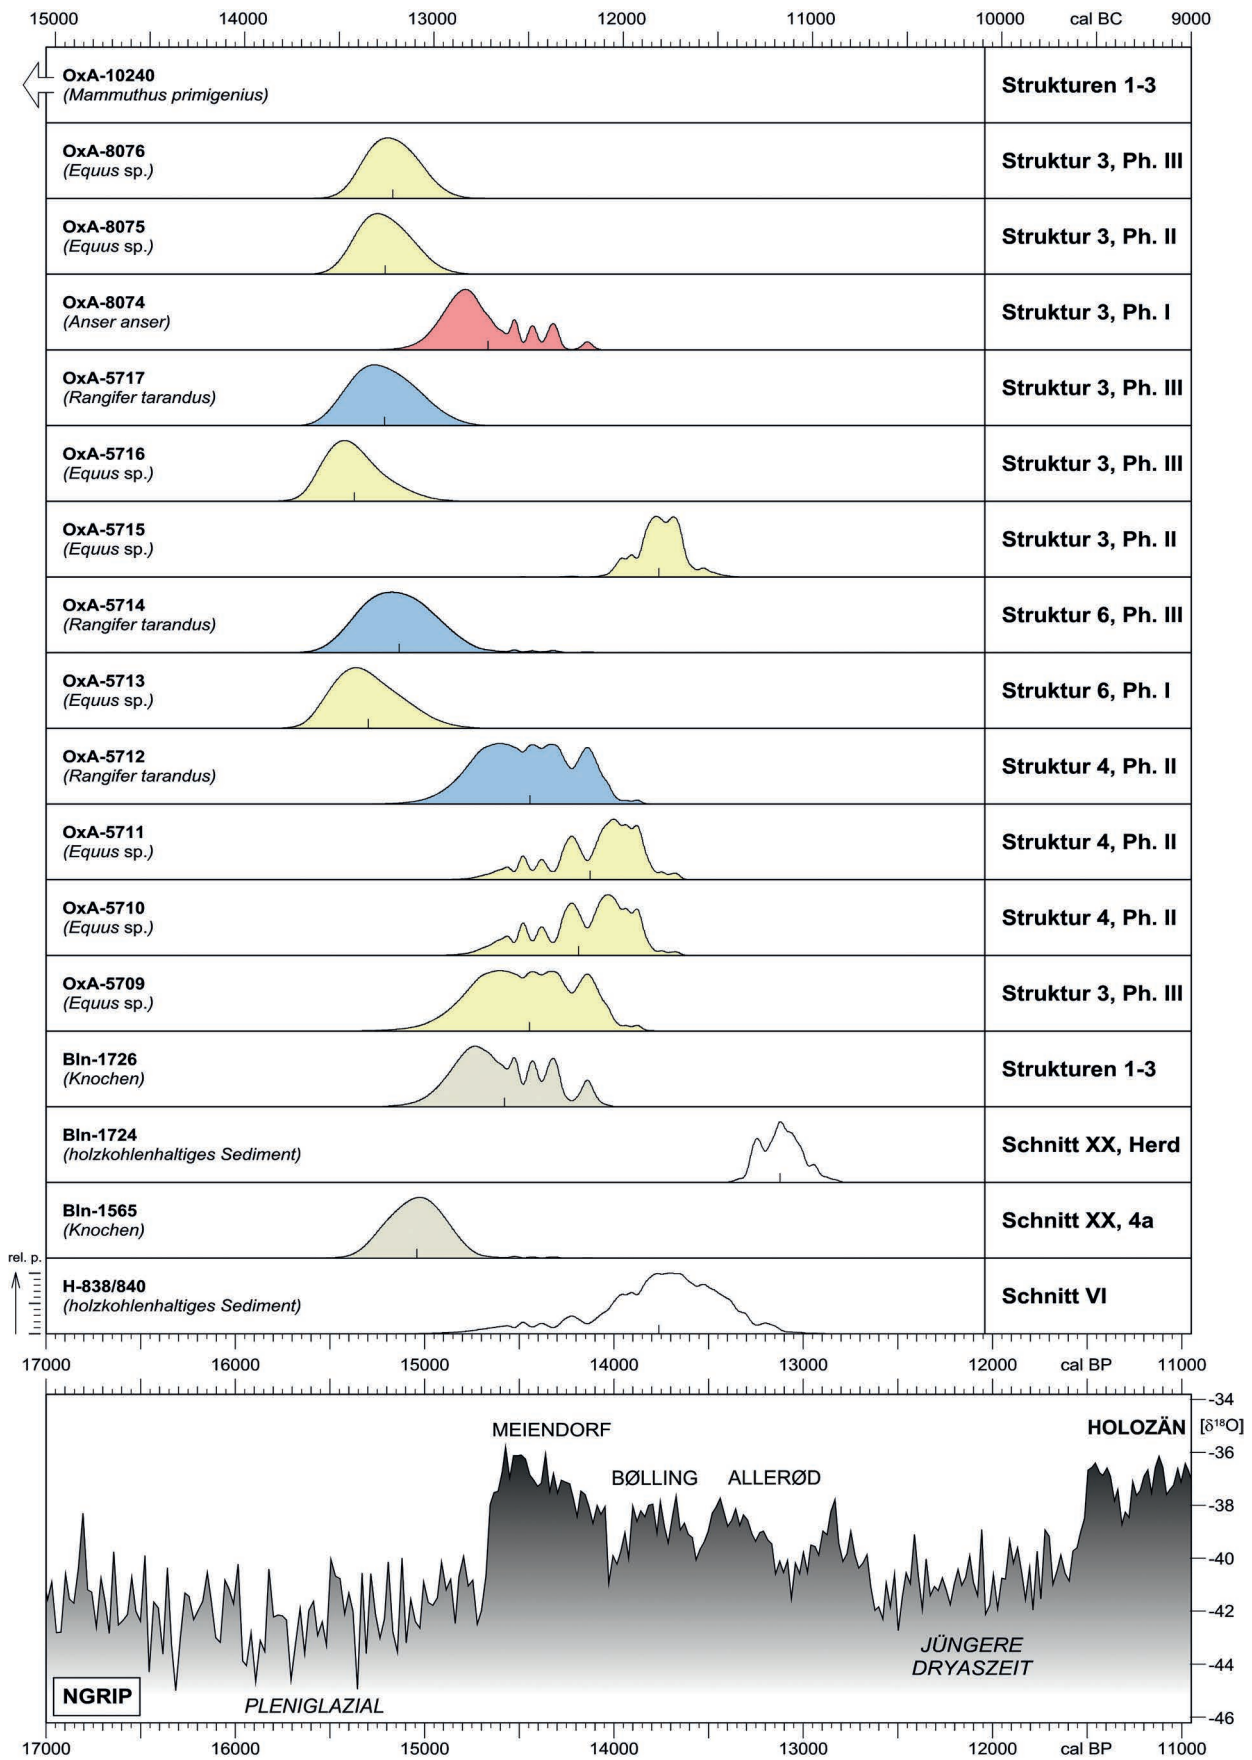 15000 14000 13000 12000 11000 10000 cal BC 9000
OxA-10240
(Mammuthus primigenius)
Strukturen 1-3
OxA-8076
(Equus sp.)
Struktur 3, Ph. III
OxA-8075
(Equus sp.)
Struktur 3, Ph. II
OxA-8074
(Anser anser)
Struktur 3, Ph. I
OxA-5717
(Rangifer tarandus)
Struktur 3, Ph. III
OxA-5716
(Equus sp.)
Struktur 3, Ph. III
OxA-5715
(Equus sp.)
Struktur 3, Ph. II
OxA-5714
(Rangifer tarandus)
Struktur 6, Ph. III
OxA-5713
(Equus sp.)
Struktur 6, Ph. I
OxA-5712
(Rangifer tarandus)
Struktur 4, Ph. II
OxA-5711
(Equus sp.)
Struktur 4, Ph. II
OxA-5710
(Equus sp.)
Struktur 4, Ph. II
OxA-5709
(Equus sp.)
Struktur 3, Ph. III
Bln-1726
(Knochen)
Strukturen 1-3
Bln-1724
(holzkohlenhaltiges Sediment)
Schnitt XX, Herd
Bln-1565
(Knochen)
Schnitt XX, 4a
rel. p.
H-838/840
(holzkohlenhaltiges Sediment)
Schnitt VI
17000 16000 15000 14000 13000 12000 cal BP 11000
-34
[δ¹⁸O]
-36
-38
-40
-42
-44
-46
MEIENDORF
BØLLING
ALLERØD
HOLOZÄN
JÜNGERE
DRYASZEIT
NGRIP
PLENIGLAZIAL
17000 16000 15000 14000 13000 12000 cal BP 11000